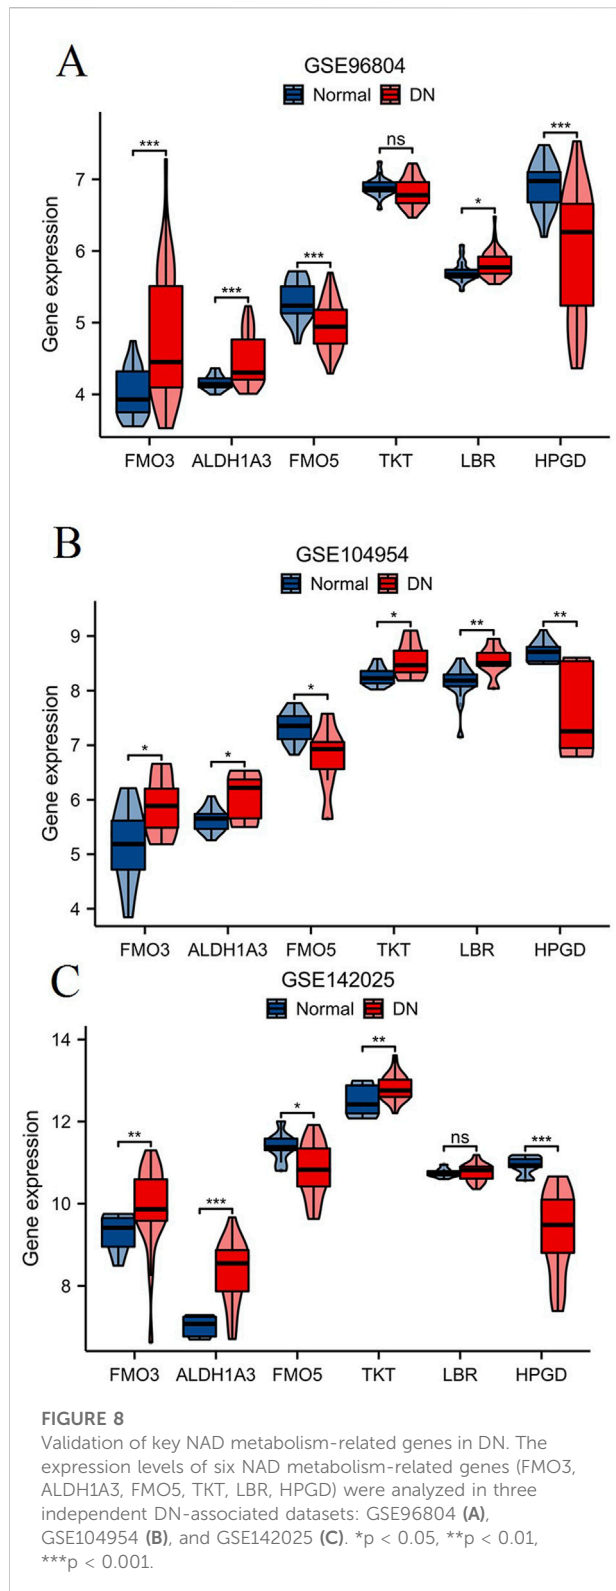 A
GSE96804
Normal DN
Gene expression
7
6
5
4
***
***
***
ns
*
***
FMO3 ALDH1A3 FMO5 TKT LBR HPGD
B
GSE104954
Normal DN
Gene expression
9
8
7
6
5
4
*
*
*
*
**
**
FMO3 ALDH1A3 FMO5 TKT LBR HPGD
C
GSE142025
Normal DN
Gene expression
14
12
10
8
**
***
*
**
ns
***
FMO3 ALDH1A3 FMO5 TKT LBR HPGD
FIGURE 8
Validation of key NAD metabolism-related genes in DN. The
expression levels of six NAD metabolism-related genes (FMO3,
ALDH1A3, FMO5, TKT, LBR, HPGD) were analyzed in three
independent DN-associated datasets: GSE96804 (A),
GSE104954 (B), and GSE142025 (C). *p < 0.05, **p < 0.01,
***p < 0.001.